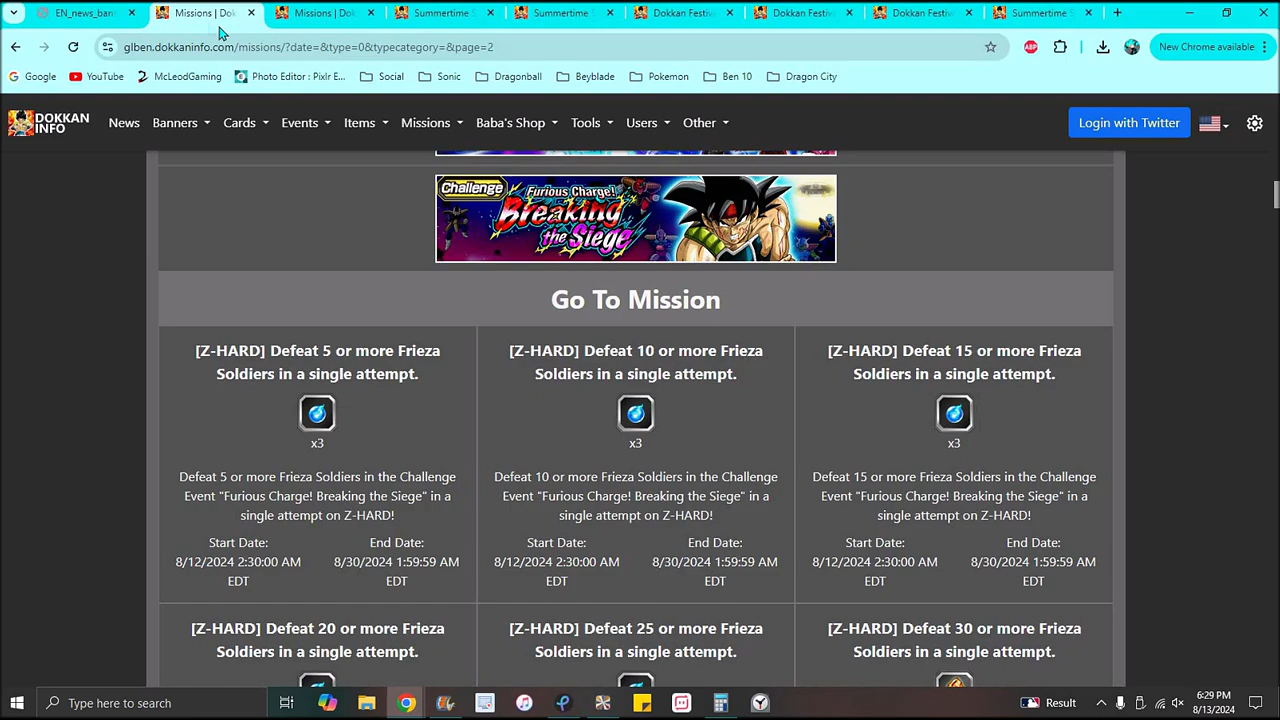 EN_news_ban
Missions | Dok
Missions | Dok
Summertime S
Summertime S
Dokkan Festiv
Dokkan Festiv
Dokkan Festiv
Summertime S
glben.dokkaninfo.com/missions/?date=&type=0&typecategory=&page=2
ABP
New Chrome available
Google
YouTube
McLeodGaming
Photo Editor : Pixlr E...
Social
Sonic
Dragonball
Beyblade
Pokemon
Ben 10
Dragon City
DOKKAN
INFO
News
Banners
Cards
Events
Items
Missions
Baba's Shop
Tools
Users
Other
Login with Twitter
Challenge
Furious Charge!
Breaking
the Siege
Go To Mission
[Z-HARD] Defeat 5 or more Frieza
Soldiers in a single attempt.
x3
Defeat 5 or more Frieza Soldiers in the Challenge
Event "Furious Charge! Breaking the Siege" in a
single attempt on Z-HARD!
Start Date:
8/12/2024 2:30:00 AM
EDT
End Date:
8/30/2024 1:59:59 AM
EDT
[Z-HARD] Defeat 10 or more Frieza
Soldiers in a single attempt.
x3
Defeat 10 or more Frieza Soldiers in the Challenge
Event "Furious Charge! Breaking the Siege" in a
single attempt on Z-HARD!
Start Date:
8/12/2024 2:30:00 AM
EDT
End Date:
8/30/2024 1:59:59 AM
EDT
[Z-HARD] Defeat 15 or more Frieza
Soldiers in a single attempt.
x3
Defeat 15 or more Frieza Soldiers in the Challenge
Event "Furious Charge! Breaking the Siege" in a
single attempt on Z-HARD!
Start Date:
8/12/2024 2:30:00 AM
EDT
End Date:
8/30/2024 1:59:59 AM
EDT
[Z-HARD] Defeat 20 or more Frieza
Soldiers in a single attempt.
[Z-HARD] Defeat 25 or more Frieza
Soldiers in a single attempt.
[Z-HARD] Defeat 30 or more Frieza
Soldiers in a single attempt.
Type here to search
Result
6:29 PM
8/13/2024